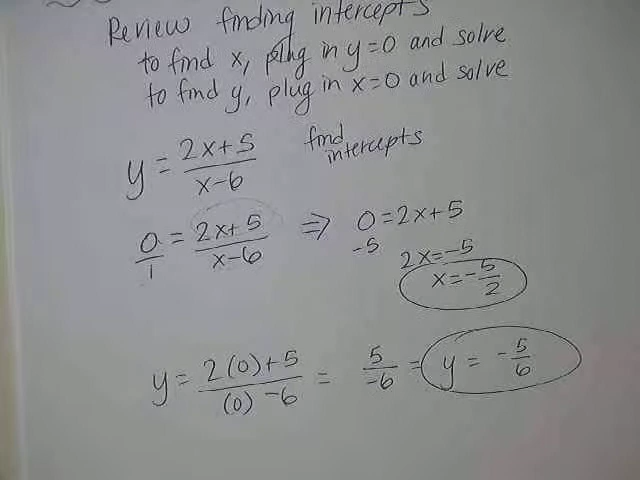 Review finding intercepts
to find x, plug in y=0 and solve
to find y, plug in x=0 and solve
y = (2x+5)/(x-6) find intercepts
0/1 = (2x+5)/(x-6) ⇒ 0=2x+5
-5
2x=-5
x=-5/2
y = (2(0)+5)/((0)-6) = 5/-6 = y = -5/6